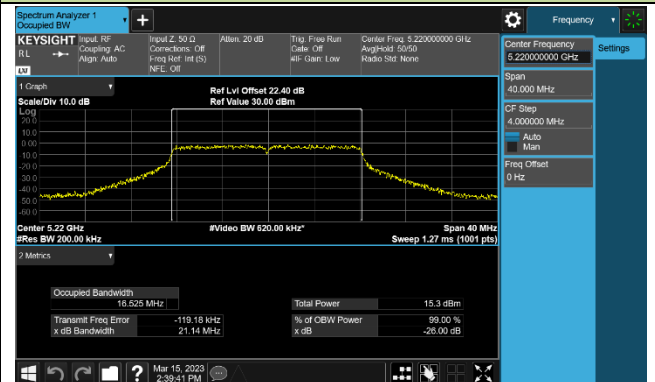 Spectrum Analyzer 1
Occupied BW
Frequency
KEYSIGHT
RL
LXI
Input: RF
Coupling: AC
Align: Auto
Input Z: 50 Ω
Corrections: Off
Freq Ref: Int (S)
NFE: Off
Atten: 20 dB
Trig: Free Run
Gate: Off
#IF Gain: Low
Center Freq: 5.220000000 GHz
Avg|Hold: 50/50
Radio Std: None
Center Frequency
5.220000000 GHz
Settings
Span
40.000 MHz
CF Step
4.000000 MHz
Auto
Man
Freq Offset
0 Hz
1 Graph
Scale/Div 10.0 dB
Ref Lvl Offset 22.40 dB
Ref Value 30.00 dBm
Log
20.0
10.0
0.00
-10.0
-20.0
-30.0
-40.0
-50.0
-60.0
Center 5.22 GHz
#Video BW 620.00 kHz*
Span 40 MHz
#Res BW 200.00 kHz
Sweep 1.27 ms (1001 pts)
2 Metrics
Occupied Bandwidth
16.525 MHz
Total Power 15.3 dBm
Transmit Freq Error -119.18 kHz
% of OBW Power 99.00 %
x dB Bandwidth 21.14 MHz
x dB -26.00 dB
?
Mar 15, 2023
2:39:41 PM